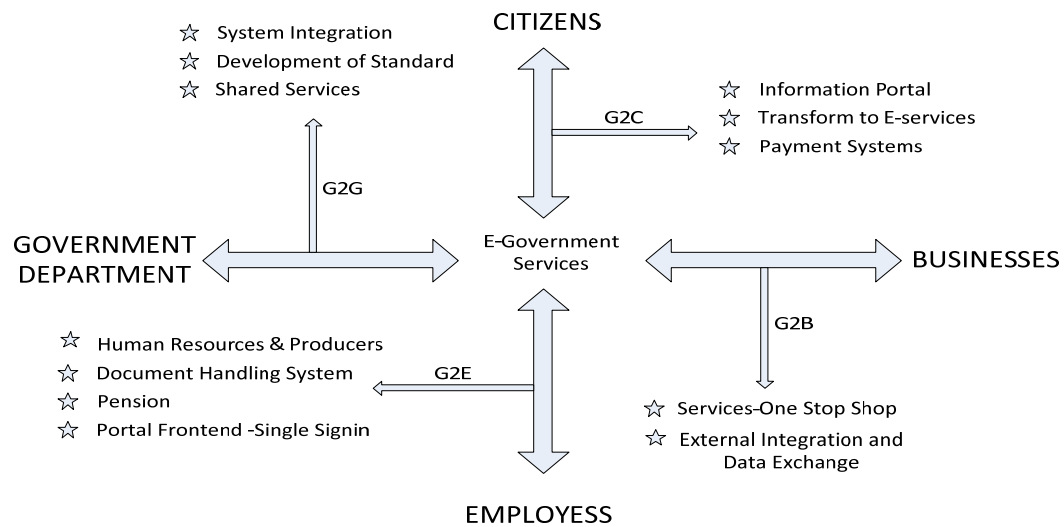 CITIZENS
System Integration
Development of Standard
Shared Services
G2C
Information Portal
Transform to E-services
Payment Systems
G2G
GOVERNMENT
DEPARTMENT
E-Government
Services
BUSINESSES
G2B
Human Resources & Producers
Document Handling System
Pension
Portal Frontend -Single Signin
G2E
Services-One Stop Shop
External Integration and
Data Exchange
EMPLOYESS